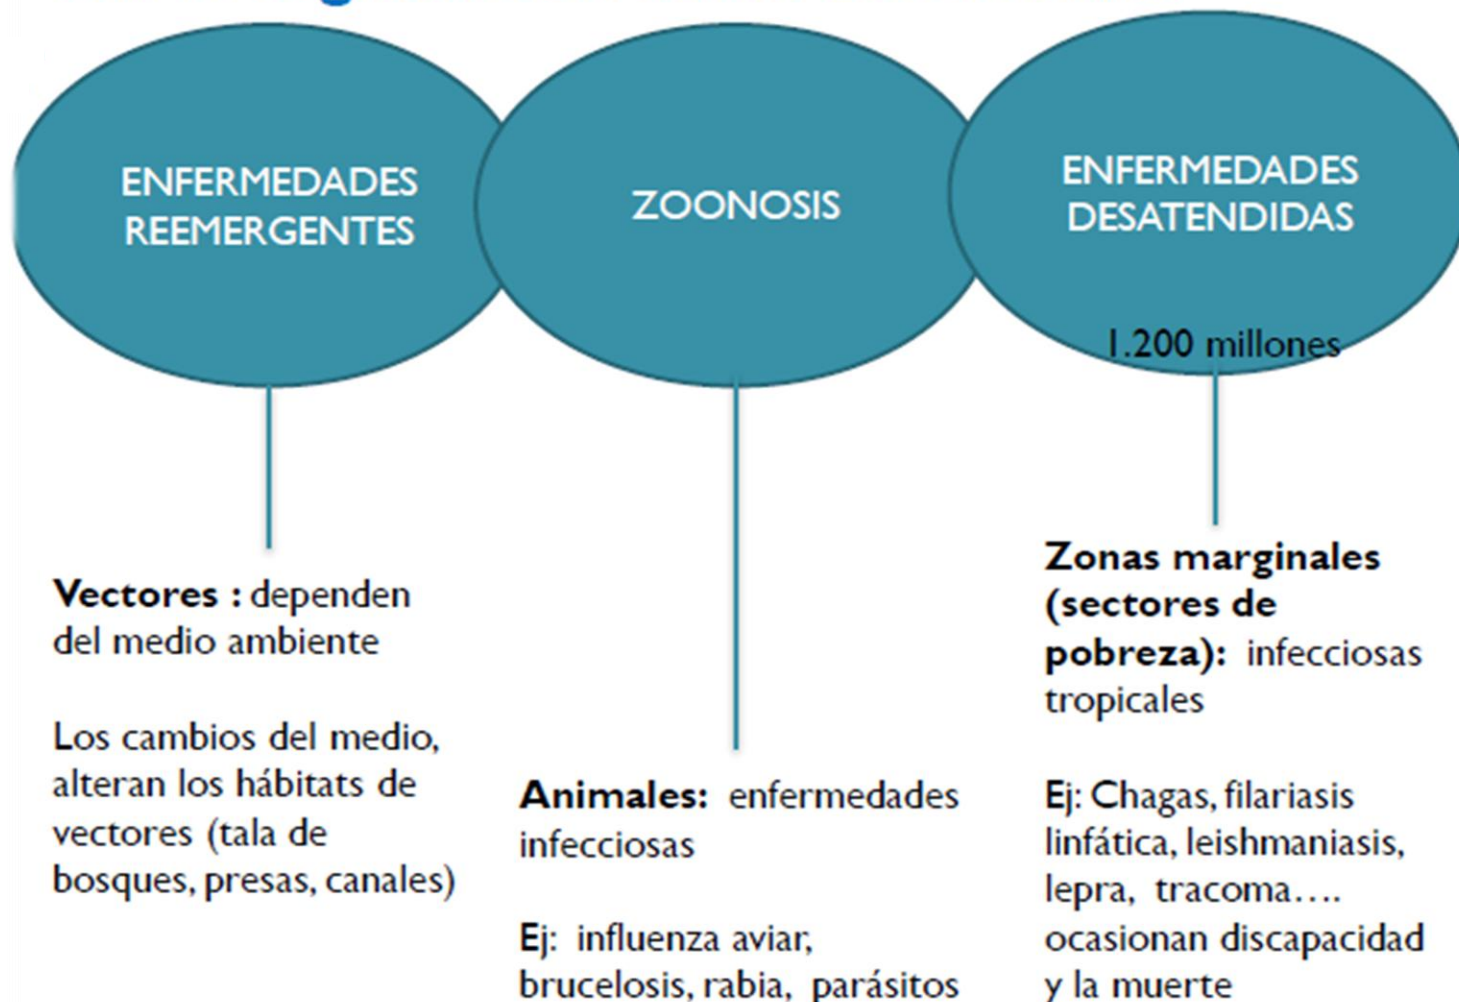 ENFERMEDADES
REEMERGENTES
ZOONOSIS
ENFERMEDADES
DESATENDIDAS
1.200 millones
Vectores : dependen
del medio ambiente
Los cambios del medio,
alteran los hábitats de
vectores (tala de
bosques, presas, canales)
Animales: enfermedades
infecciosas
Ej: influenza aviar,
brucelosis, rabia, parásitos
Zonas marginales
(sectores de
pobreza): infecciosas
tropicales
Ej: Chagas, filariasis
linfática, leishmaniasis,
lepra, tracoma….
ocasionan discapacidad
y la muerte